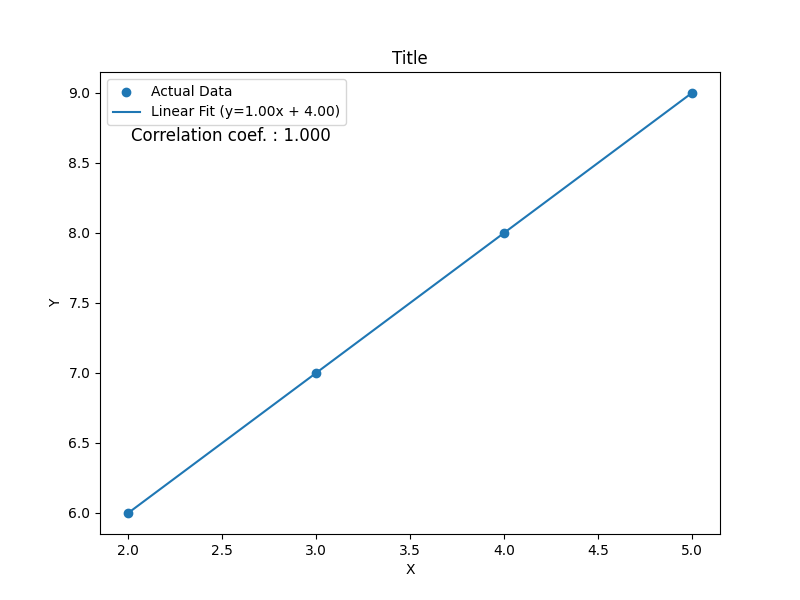 Title
Actual Data
Linear Fit (y=1.00x + 4.00)
Correlation coef. : 1.000
9.0
8.5
8.0
7.5
7.0
6.5
6.0
Y
2.0 2.5 3.0 3.5 4.0 4.5 5.0
X